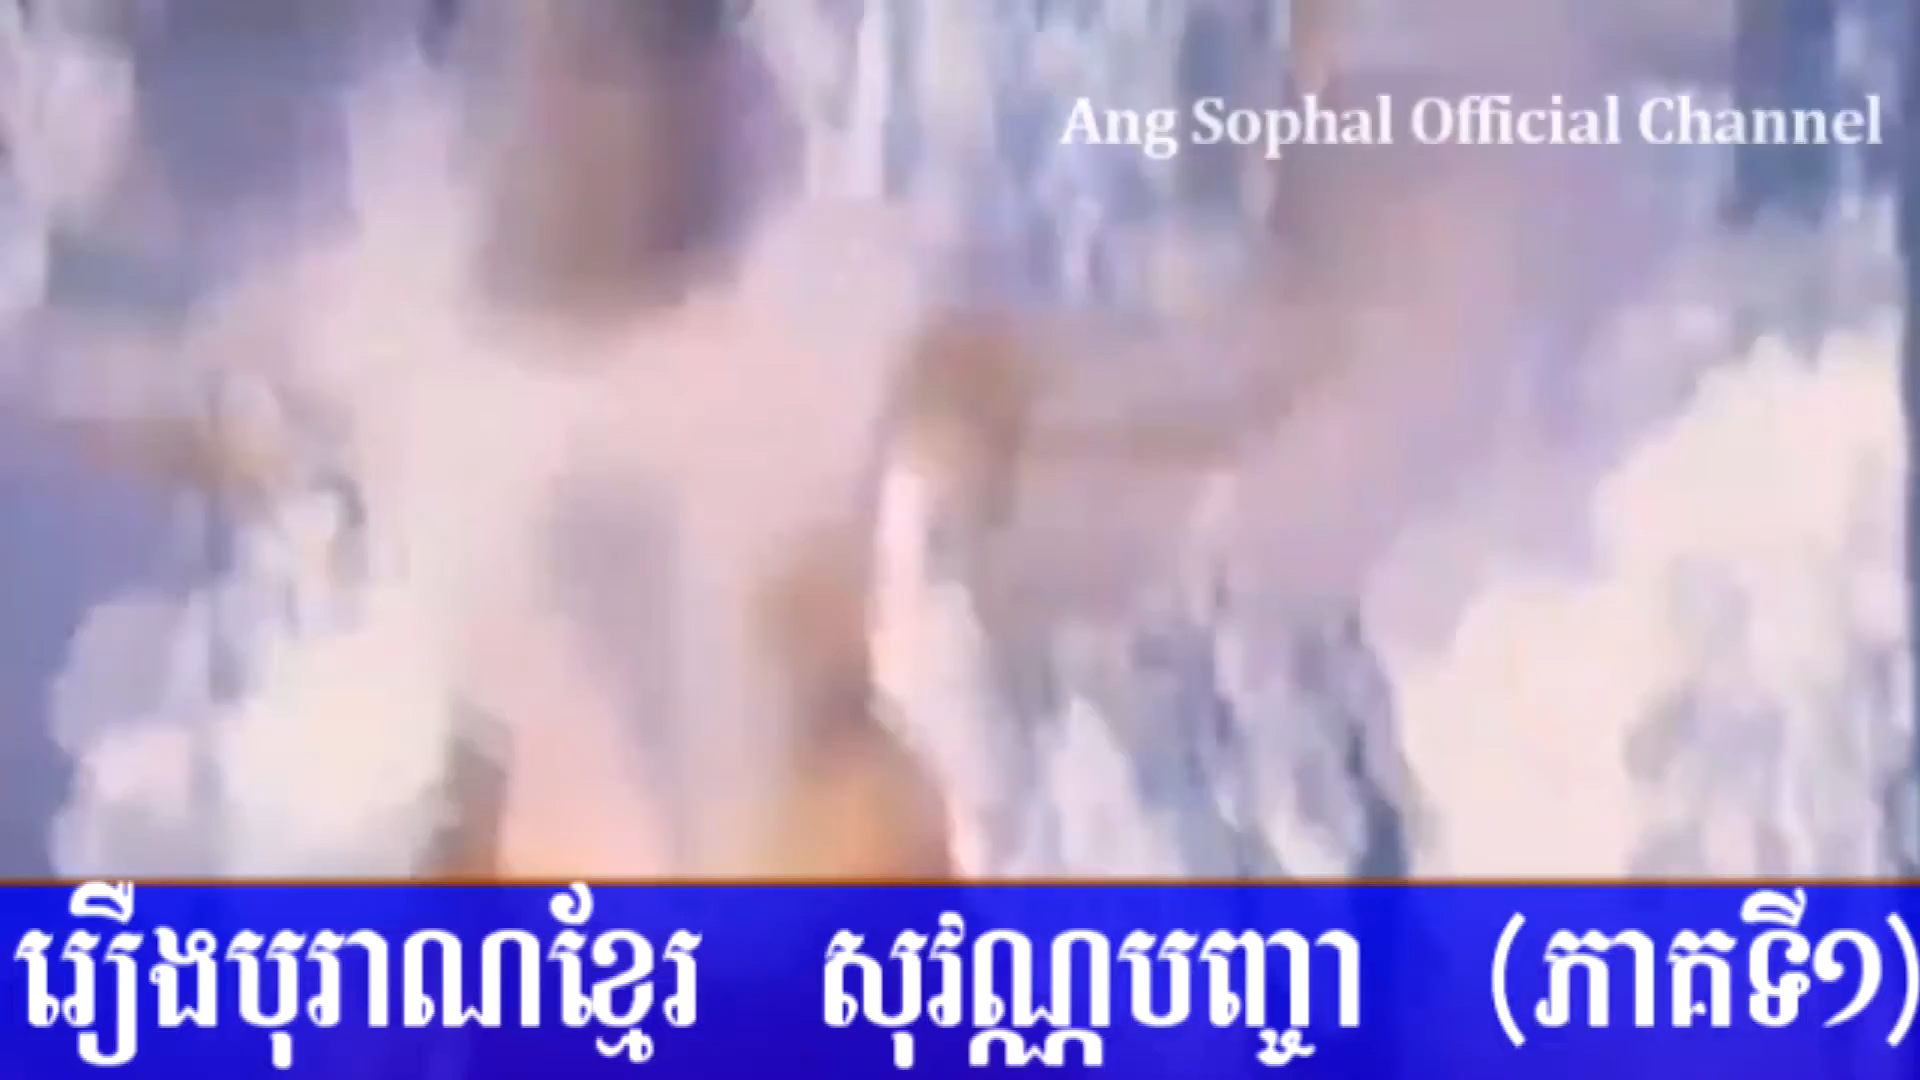 Ang Sophal Official Channel
រឿងបុរាណខ្មែរ សុវណ្ណបញ្ចា (ភាគទី១)